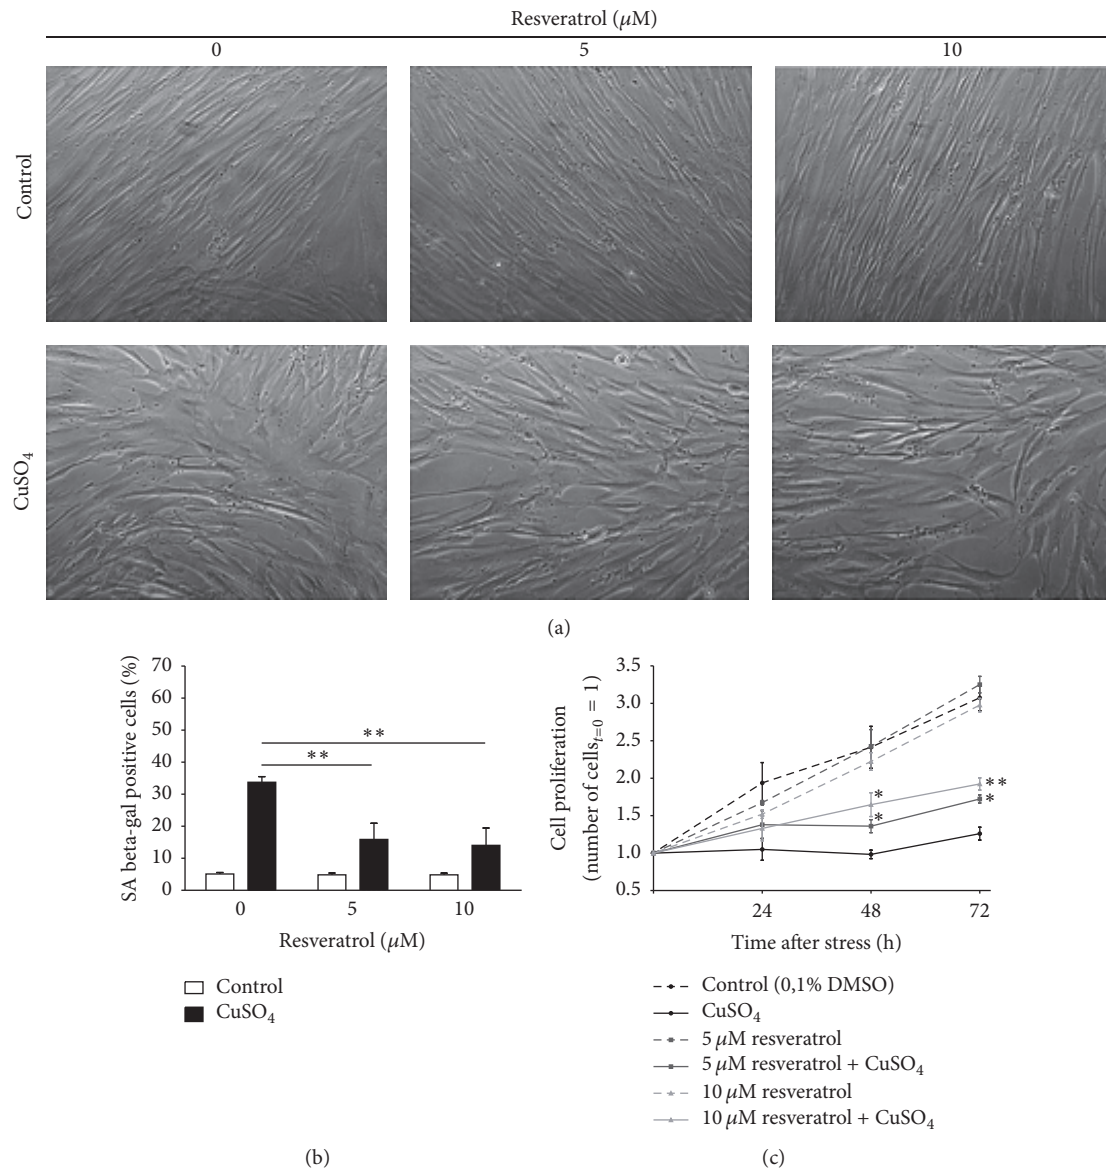 Resveratrol (μM)
0 5 10
Control
CuSO₄
(a)
SA beta-gal positive cells (%)
70
60
50
40
30
20
10
0
** **
0 5 10
Resveratrol (μM)
Control
CuSO₄
(b)
Cell proliferation
(number of cellsₜ₌₀ = 1)
3.5
3.0
2.5
2.0
1.5
1.0
0.5
* **
* *
24 48 72
Time after stress (h)
Control (0,1% DMSO)
CuSO₄
5 μM resveratrol
5 μM resveratrol + CuSO₄
10 μM resveratrol
10 μM resveratrol + CuSO₄
(c)